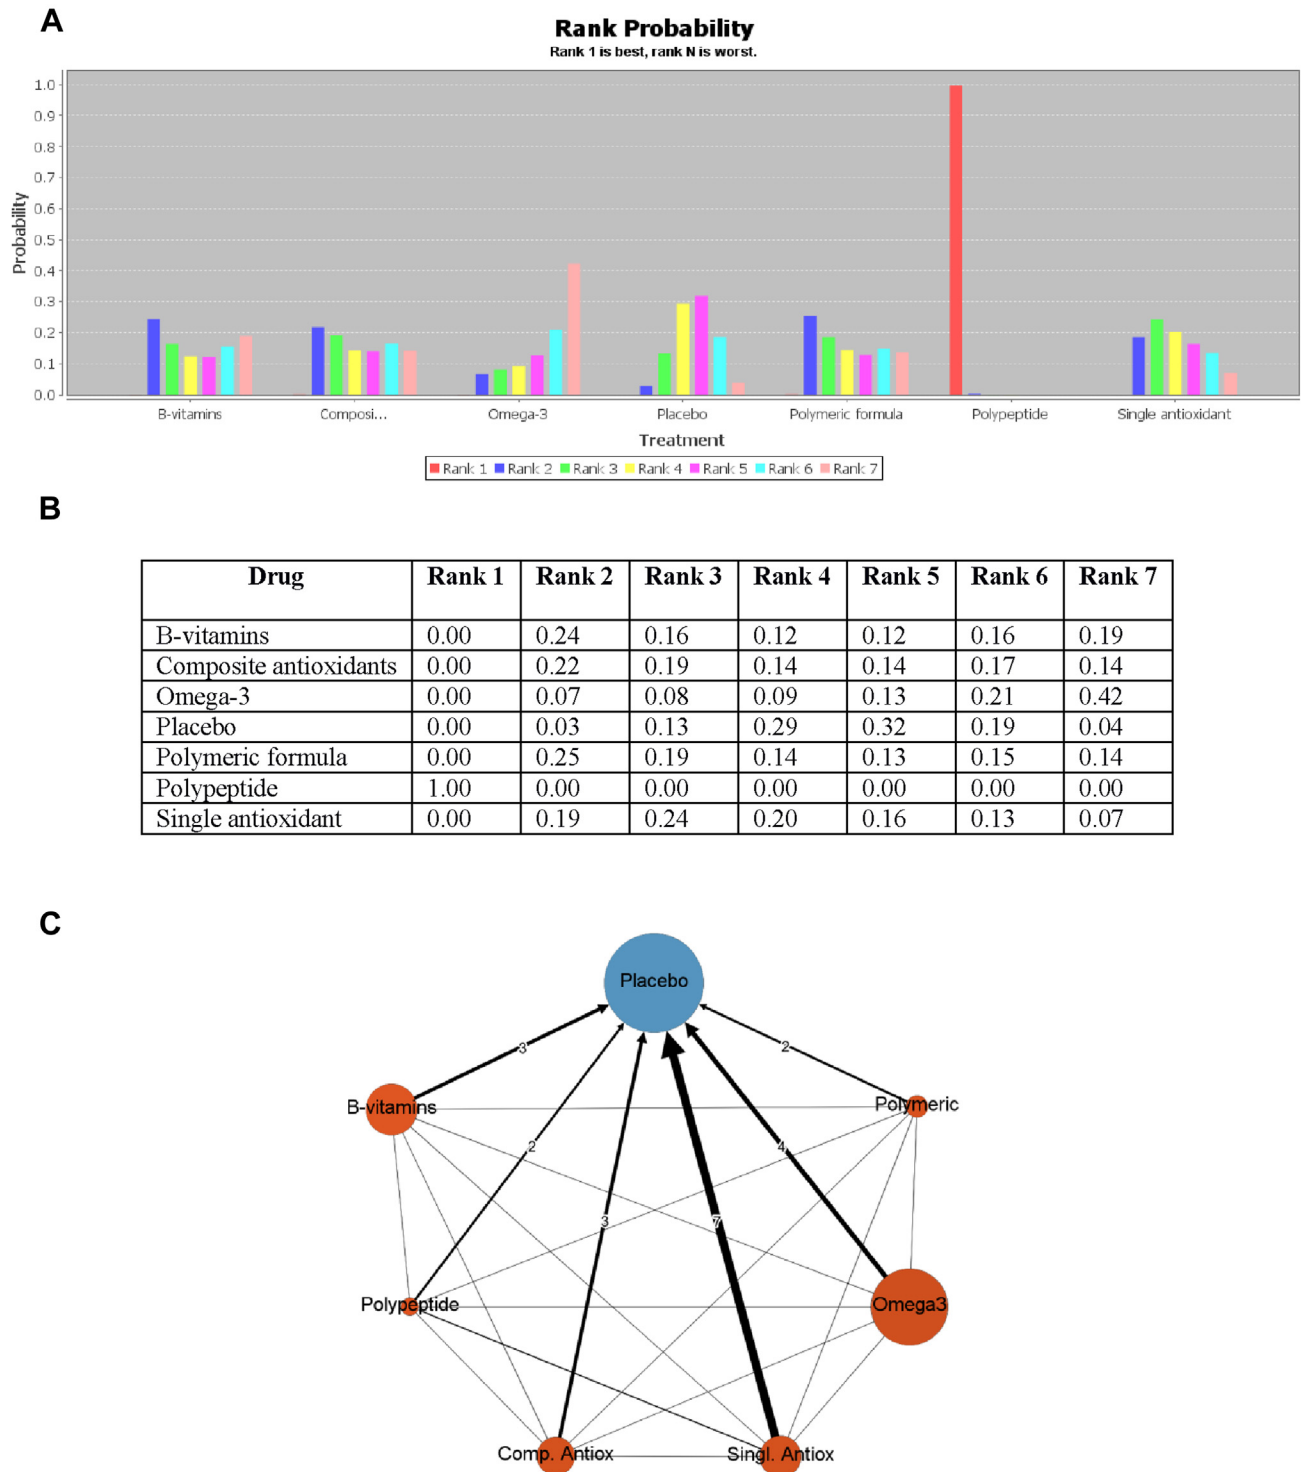 A
Rank Probability
Rank 1 is best, rank N is worst.
1.0
0.9
0.8
0.7
0.6
0.5
0.4
0.3
0.2
0.1
0.0
Probability
B-vitamins Composi... Omega-3 Placebo Polymeric formula Polypeptide Single antioxidant
Treatment
Rank 1 Rank 2 Rank 3 Rank 4 Rank 5 Rank 6 Rank 7
B
Drug Rank 1 Rank 2 Rank 3 Rank 4 Rank 5 Rank 6 Rank 7
B-vitamins 0.00 0.24 0.16 0.12 0.12 0.16 0.19
Composite antioxidants 0.00 0.22 0.19 0.14 0.14 0.17 0.14
Omega-3 0.00 0.07 0.08 0.09 0.13 0.21 0.42
Placebo 0.00 0.03 0.13 0.29 0.32 0.19 0.04
Polymeric formula 0.00 0.25 0.19 0.14 0.13 0.15 0.14
Polypeptide 1.00 0.00 0.00 0.00 0.00 0.00 0.00
Single antioxidant 0.00 0.19 0.24 0.20 0.16 0.13 0.07
C
Placebo
3
2
B-vitamins
Polymeric
2
4
3
7
Polypeptide
Omega3
Comp. Antiox
Singl. Antiox